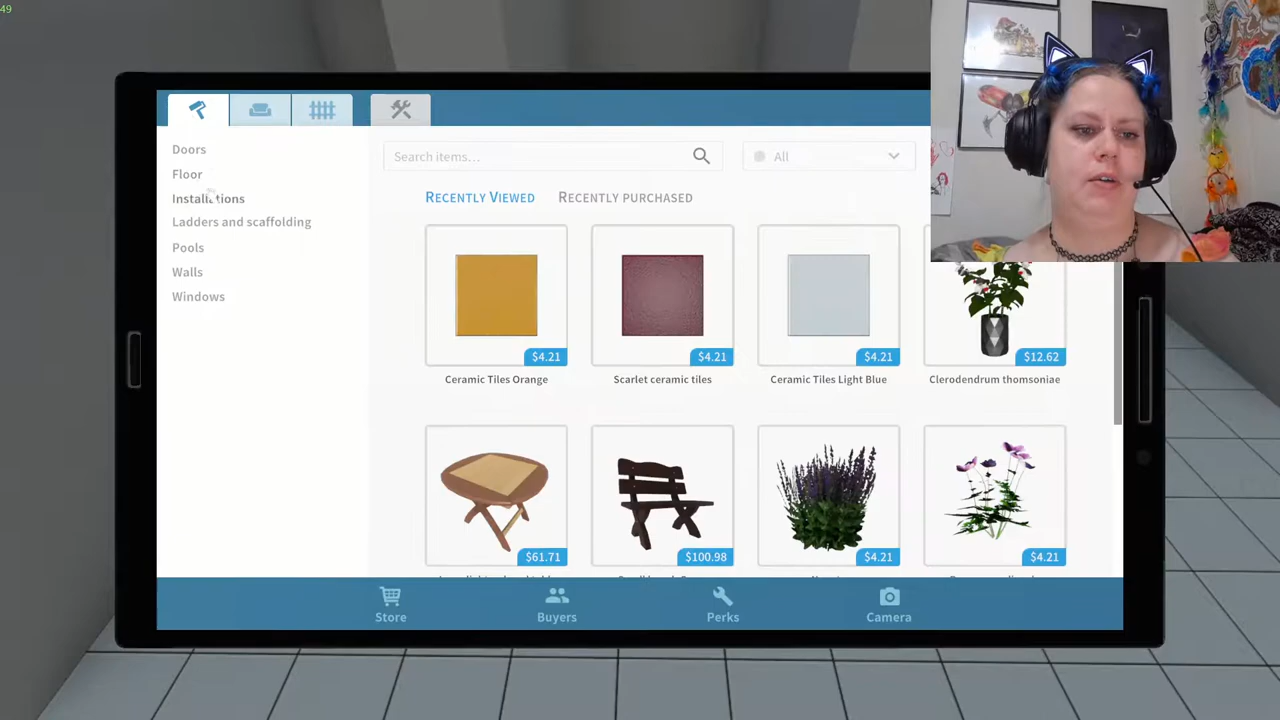 49
Doors
Floor
Installations
Ladders and scaffolding
Pools
Walls
Windows
Search items...
All
RECENTLY VIEWED
RECENTLY PURCHASED
$4.21
$4.21
$4.21
$12.62
Ceramic Tiles Orange
Scarlet ceramic tiles
Ceramic Tiles Light Blue
Clerodendrum thomsoniae
$61.71
$100.98
$4.21
$4.21
Store
Buyers
Perks
Camera